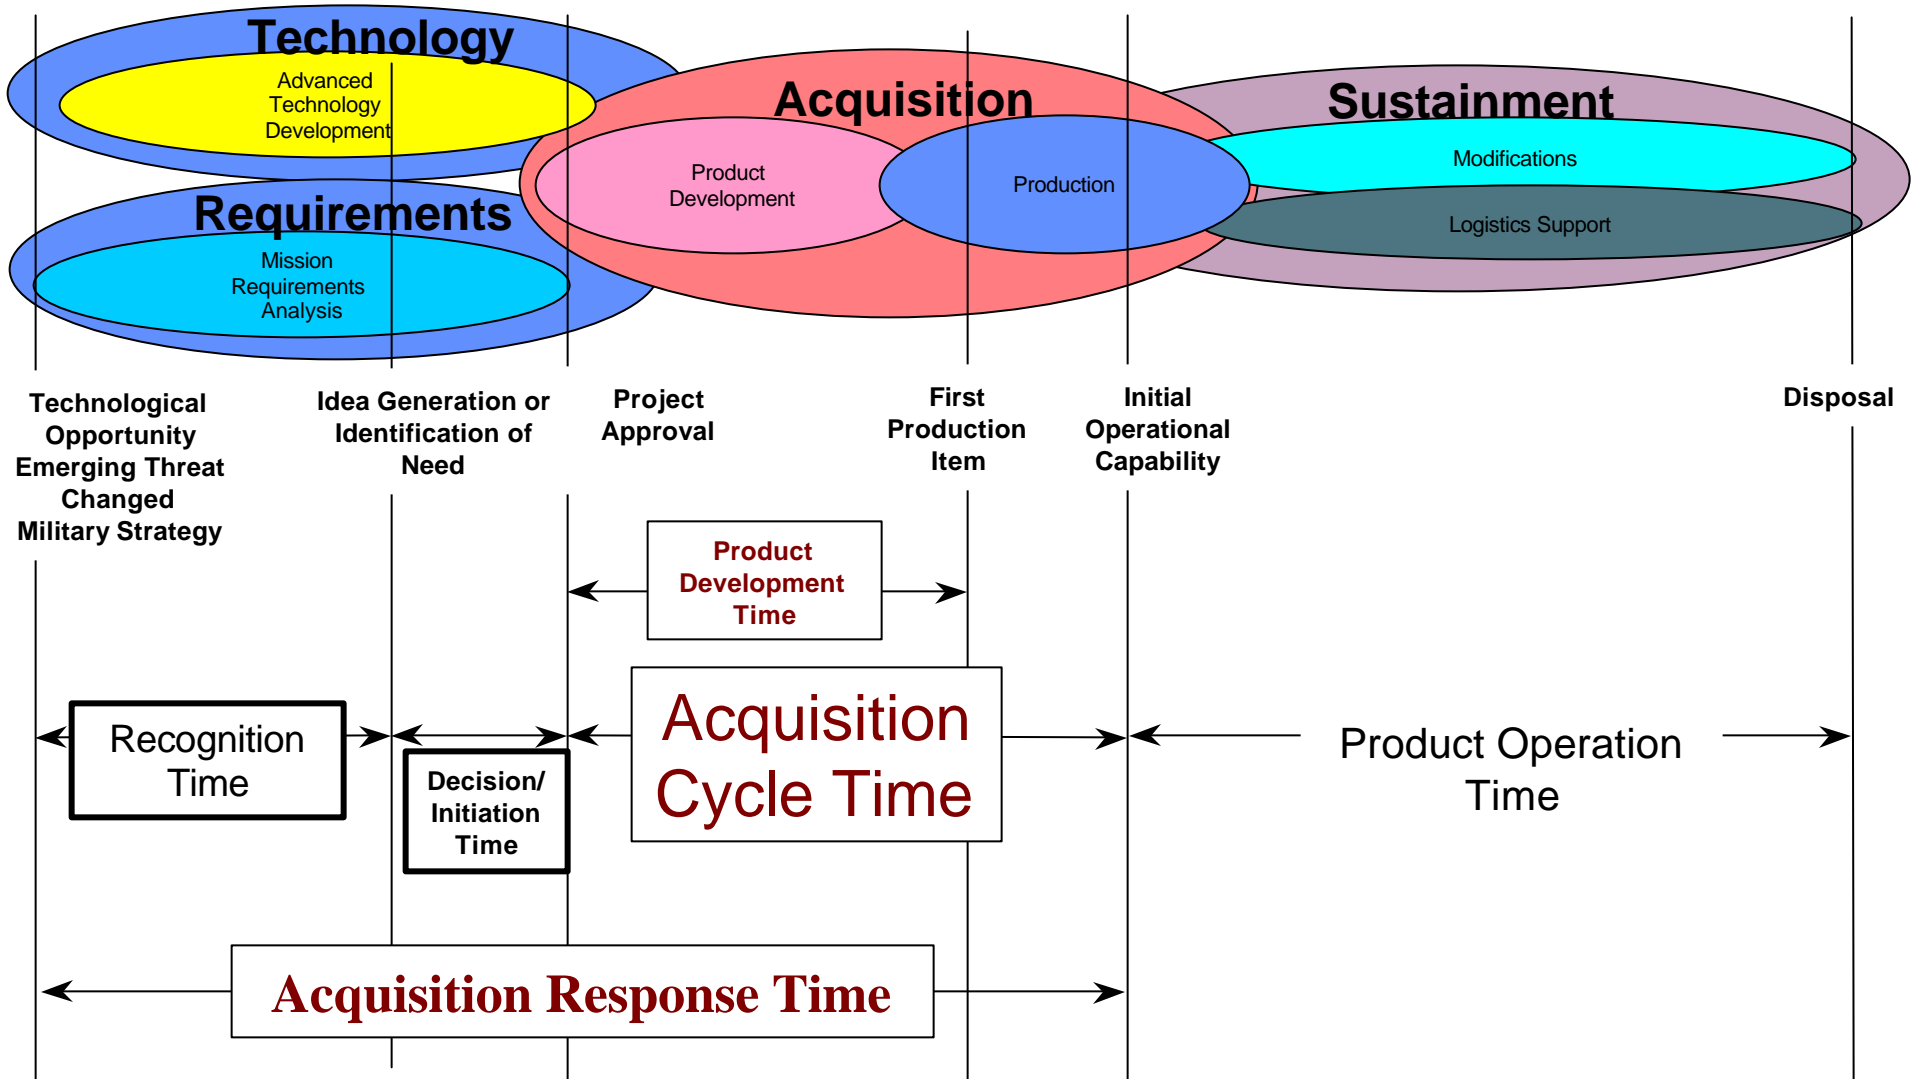 Technology
Advanced
Technology
Development
Acquisition
Sustainment
Product
Development
Production
Modifications
Logistics Support
Requirements
Mission
Requirements
Analysis
Technological
Opportunity
Emerging Threat
Changed
Military Strategy
Idea Generation or
Identification of
Need
Project
Approval
First
Production
Item
Initial
Operational
Capability
Disposal
Product
Development
Time
Recognition
Time
Decision/
Initiation
Time
Acquisition
Cycle Time
Product Operation
Time
Acquisition Response Time